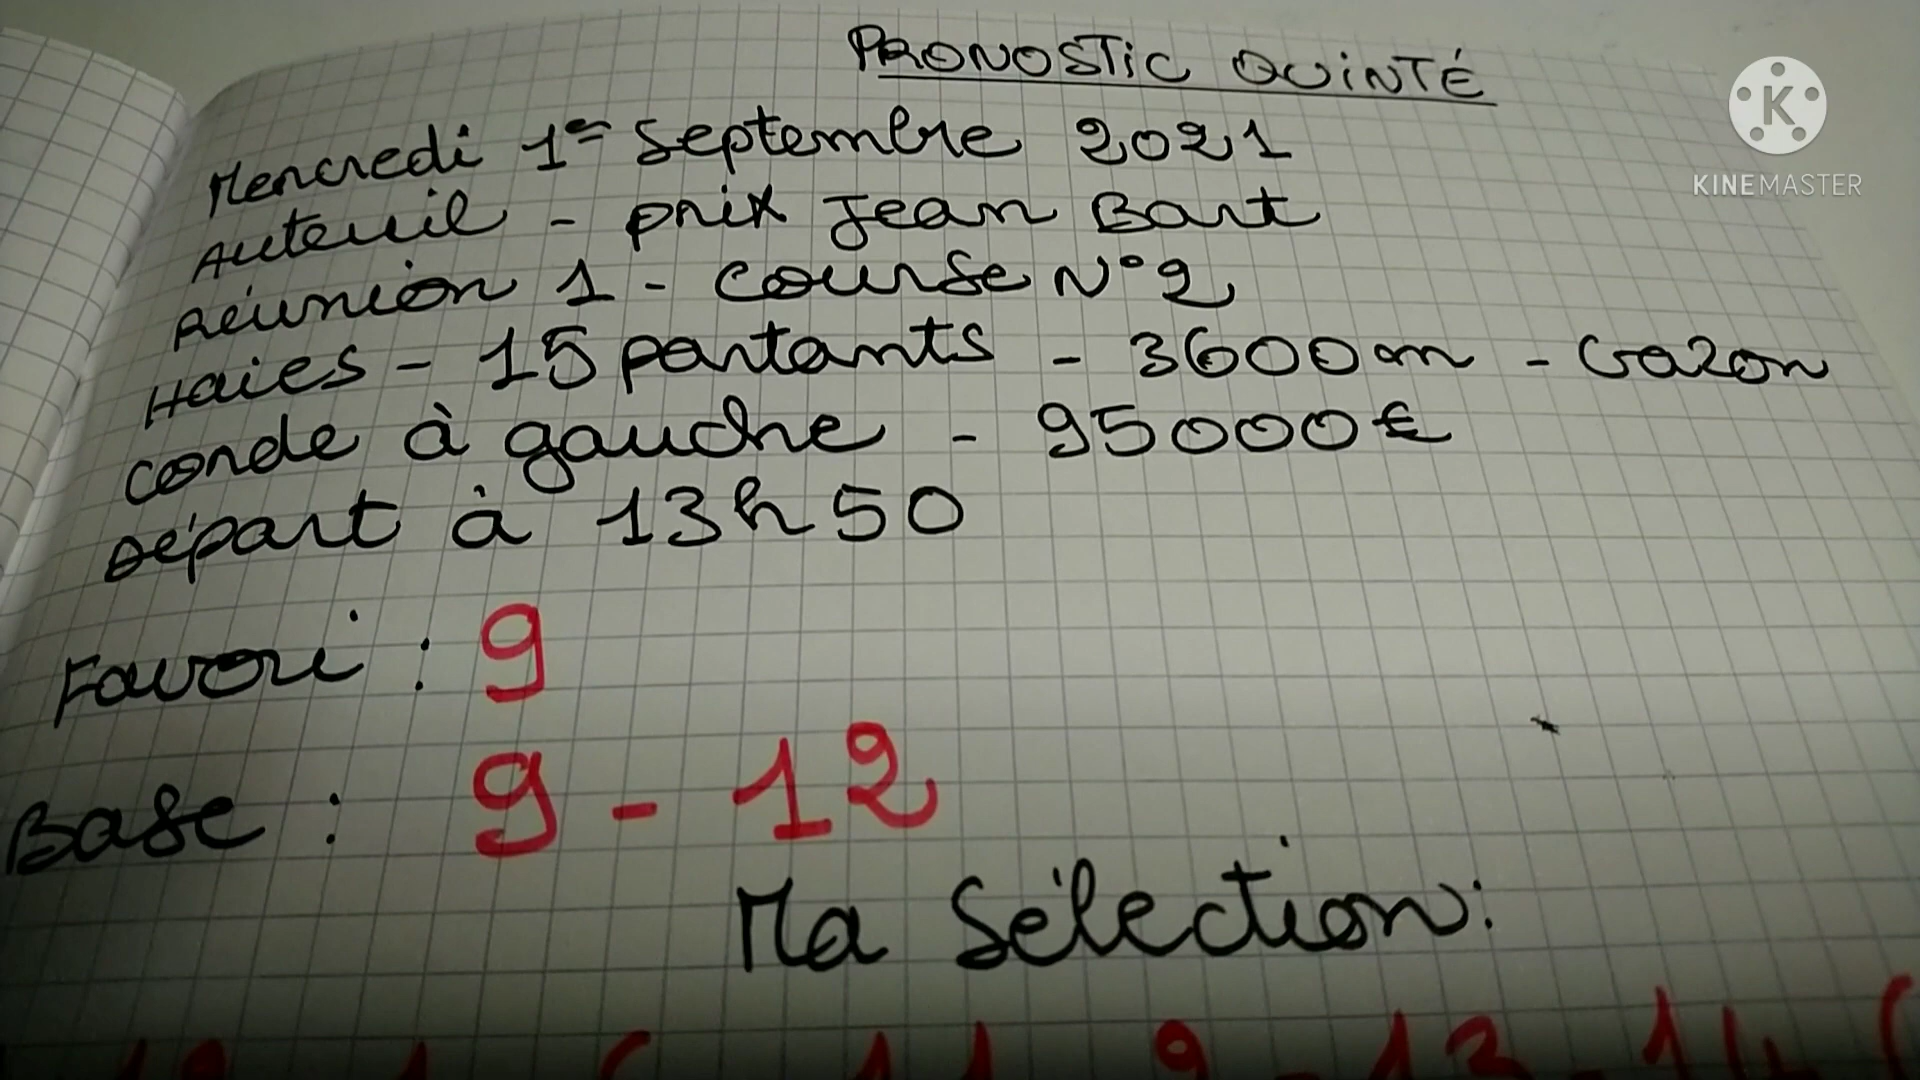 PRONOSTIC QUINTÉ
Mercredi 1er Septembre 2021
Auteuil - prix Jean Bart
Réunion 1 - course N°2
Haies - 15 partants - 3600m - Gazon
corde à gauche - 95000€
Départ à 13h50
Favori : 9
Base : 9 - 12
Ma Sélection:
K
KINEMASTER